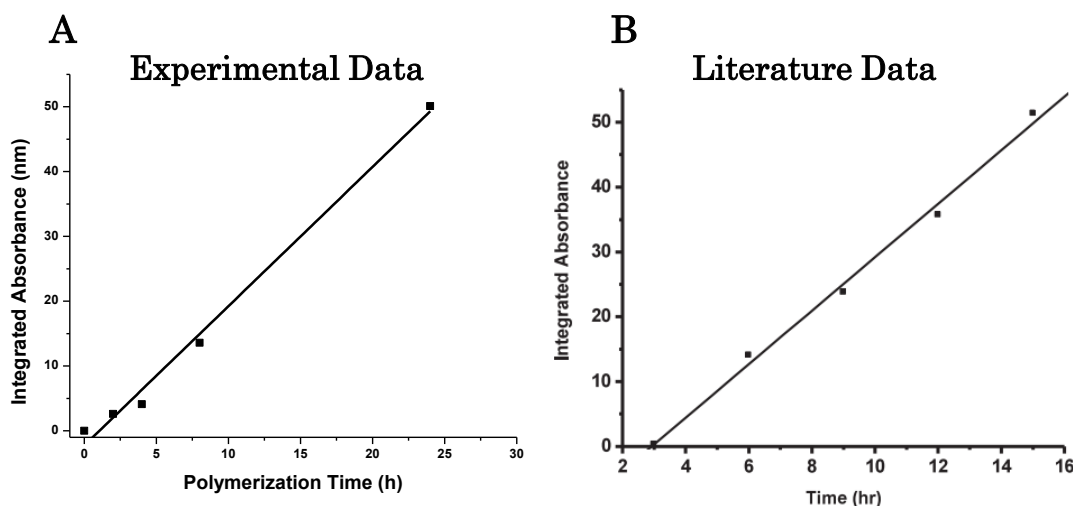 A
Experimental Data
Integrated Absorbance (nm)
50
40
30
20
10
0
0 5 10 15 20 25 30
Polymerization Time (h)
B
Literature Data
Integrated Absorbance
50
40
30
20
10
0
2 4 6 8 10 12 14 16
Time (hr)